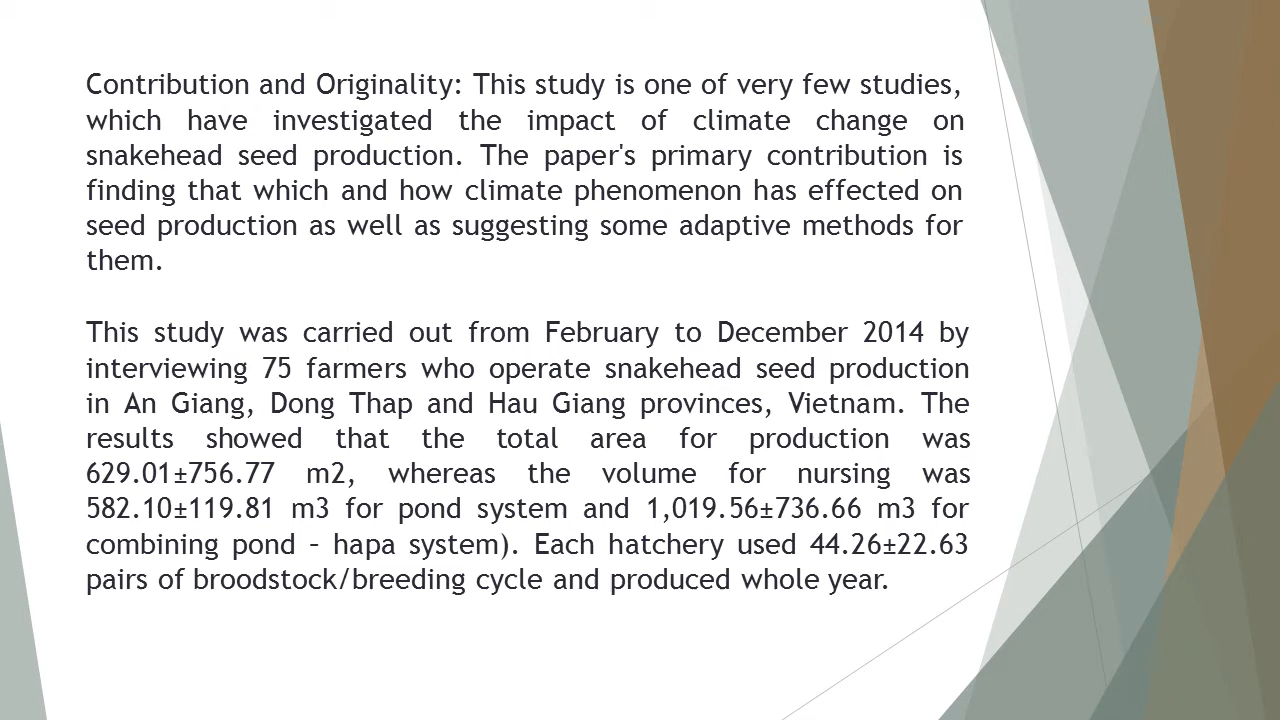 Contribution and Originality: This study is one of very few studies,
which have investigated the impact of climate change on
snakehead seed production. The paper's primary contribution is
finding that which and how climate phenomenon has effected on
seed production as well as suggesting some adaptive methods for
them.
This study was carried out from February to December 2014 by
interviewing 75 farmers who operate snakehead seed production
in An Giang, Dong Thap and Hau Giang provinces, Vietnam. The
results showed that the total area for production was
629.01±756.77 m2, whereas the volume for nursing was
582.10±119.81 m3 for pond system and 1,019.56±736.66 m3 for
combining pond – hapa system). Each hatchery used 44.26±22.63
pairs of broodstock/breeding cycle and produced whole year.